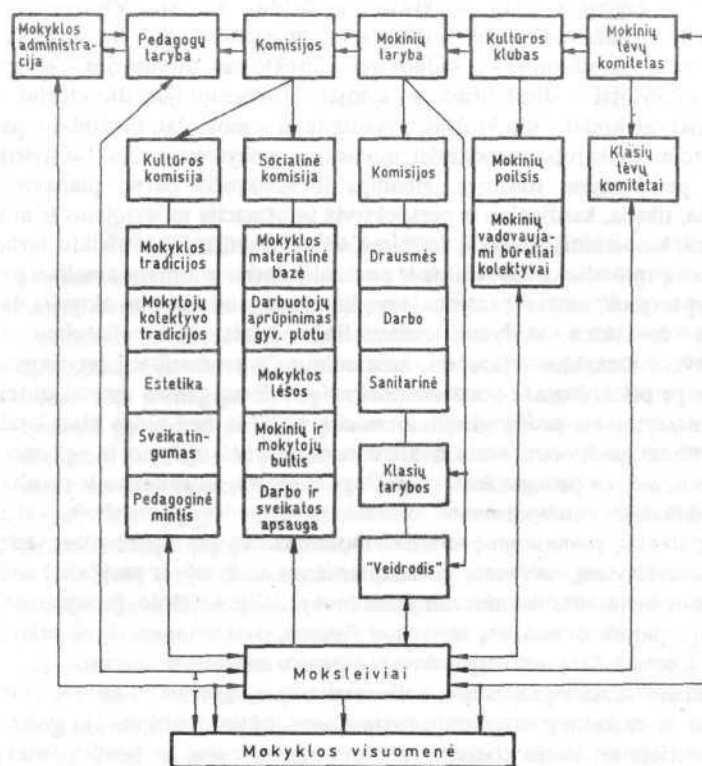 Mokyklos
administra-
cija
Pedagogų
taryba
Komisijos
Mokinių
taryba
Kultūros
klubas
Mokinių
tėvų
komitetas
Kultūros
komisija
Socialinė
komisija
Komisijos
Mokinių
poilsis
Klasių
tėvų
komitetai
Mokyklos
tradicijos
Mokytojų
kolektyvo
tradicijos
Estetika
Sveikatin-
gumas
Pedagoginė
mintis
Mokyklos
materialinė
bazė
Darbuotojų
aprūpinimas
gyv. plotu
Mokyklos
lėšos
Mokinių ir
mokytojų
buitis
Darbo ir
sveikatos
apsauga
Drausmės
Darbo
Sanitarinė
Klasių
tarybos
"Veidrodis"
Mokinių
vadovauja-
mi būreliai
kolektyvai
Moksleiviai
Mokyklos visuomenė